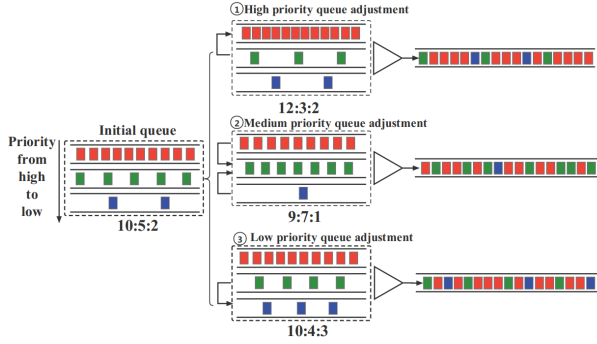 ①High priority queue adjustment
12:3:2
Initial queue
Priority
from
high
to
low
10:5:2
②Medium priority queue adjustment
9:7:1
③ Low priority queue adjustment
10:4:3